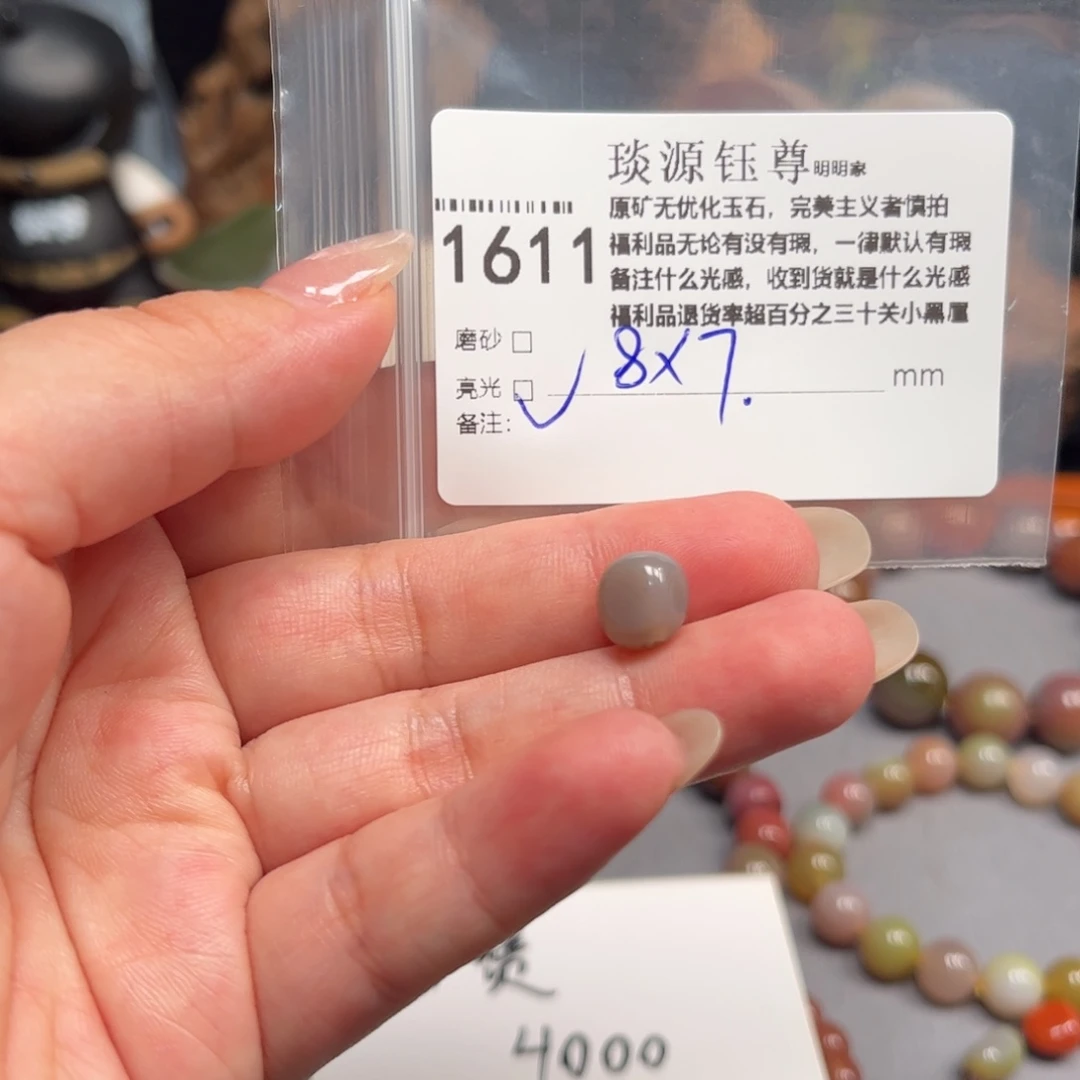 琰源钰尊明明家
原矿无优化玉石，完美主义者慎拍
1611
福利品无论有没有瑕，一律默认有瑕
备注什么光感，收到货就是什么光感
福利品退货率超百分之三十关小黑屋
磨砂 □
亮光 □ ✓ 8×7. mm
备注:
4000